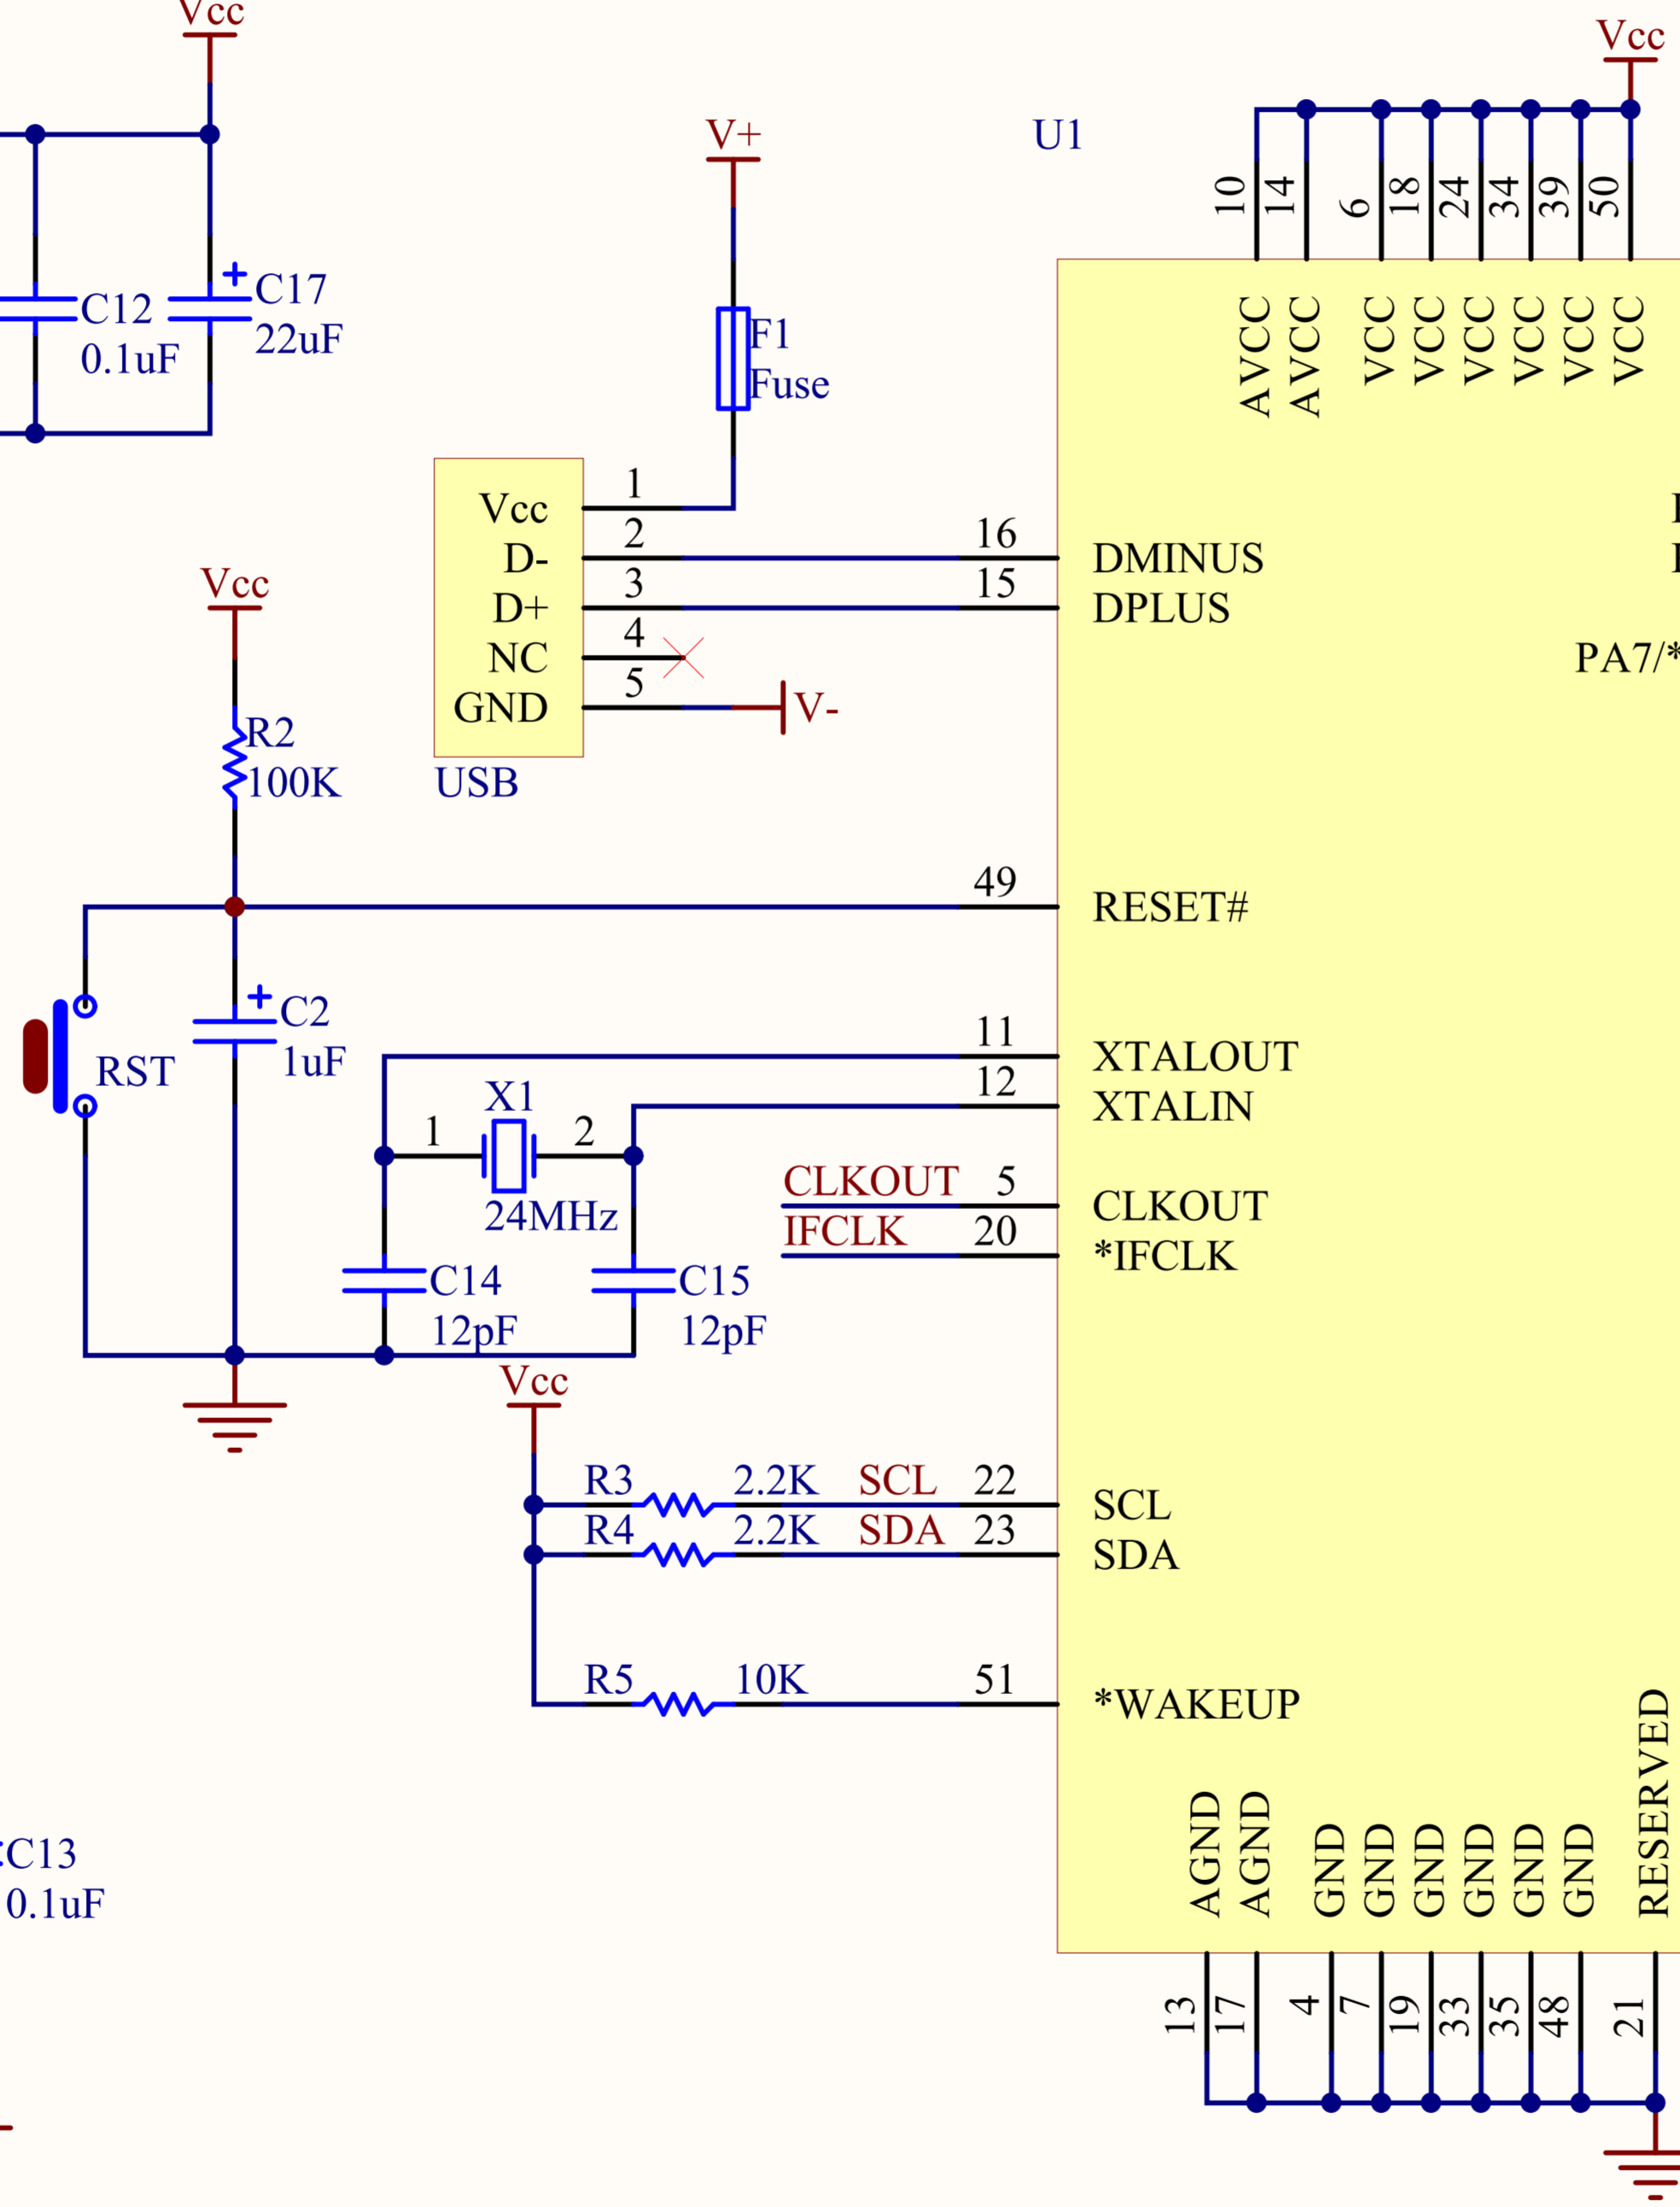 Vcc
Vcc
V+
U1
10
14
6
18
24
34
39
50
C12
0.1uF
C17
22uF
F1
Fuse
AVCC
AVCC
VCC
VCC
VCC
VCC
VCC
VCC
Vcc 1
D- 2
D+ 3
NC 4
GND 5
V-
USB
16 DMINUS
15 DPLUS
PA7/*
Vcc
R2
100K
49 RESET#
RST
C2
1uF
11 XTALOUT
12 XTALIN
X1
1
2
24MHz
CLKOUT 5 CLKOUT
IFCLK 20 *IFCLK
C14
12pF
C15
12pF
Vcc
R3 2.2K SCL 22 SCL
R4 2.2K SDA 23 SDA
R5 10K 51 *WAKEUP
C13
0.1uF
AGND
AGND
GND
GND
GND
GND
GND
GND
RESERVED
13
17
4
7
19
33
35
48
21